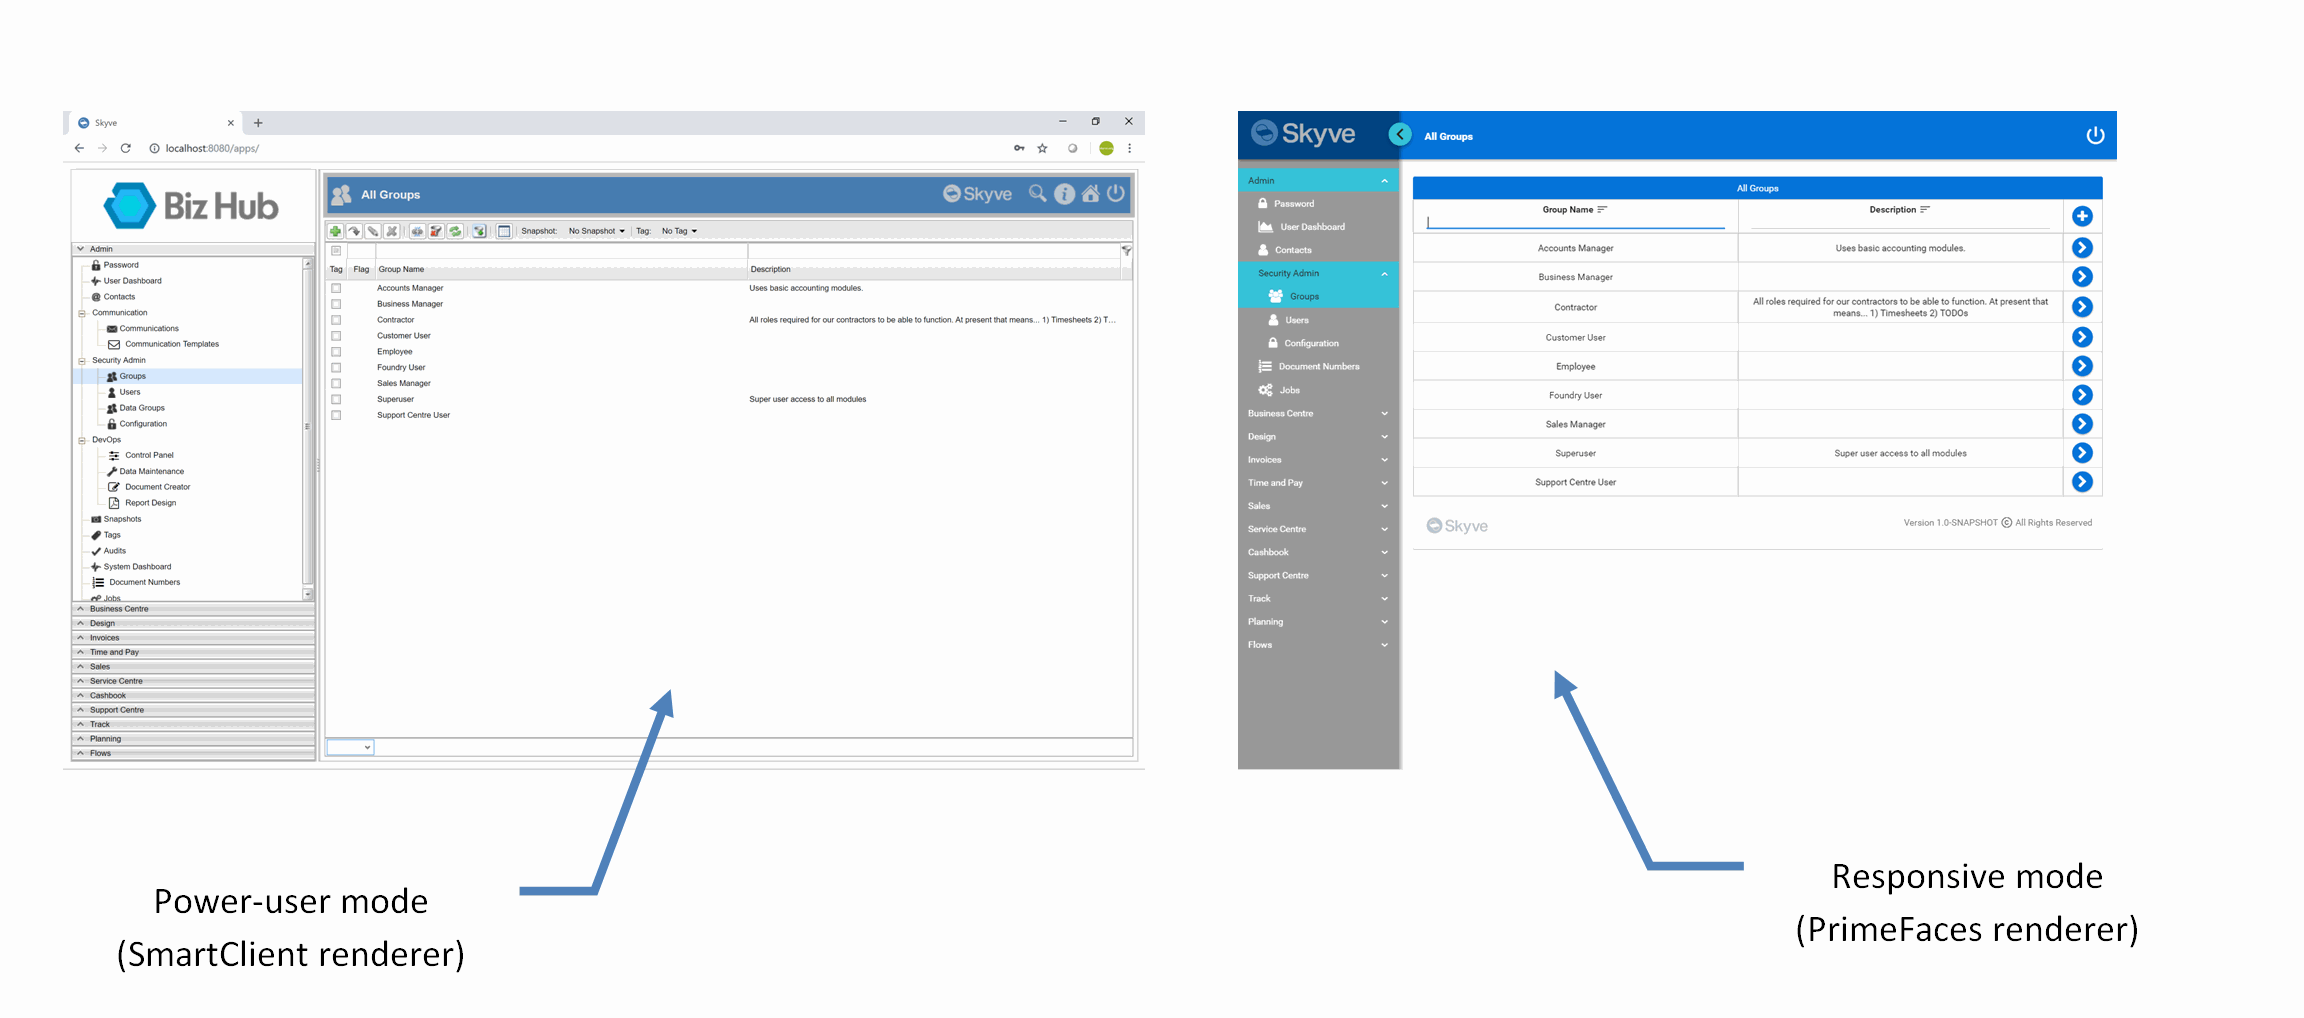 Skyve
localhost:8080/apps/
Biz Hub
Admin
Password
User Dashboard
Contacts
Communication
Communications
Communication Templates
Security Admin
Groups
Users
Data Groups
Configuration
DevOps
Control Panel
Data Maintenance
Document Creator
Report Design
Snapshots
Tags
Audits
System Dashboard
Document Numbers
Jobs
Business Centre
Design
Invoices
Time and Pay
Sales
Service Centre
Cashbook
Support Centre
Track
Planning
Flows
All Groups
Skyve
Snapshot: No Snapshot Tag: No Tag
Tag Flag Group Name Description
Accounts Manager Uses basic accounting modules.
Business Manager
Contractor All roles required for our contractors to be able to function. At present that means... 1) Timesheets 2) T...
Customer User
Employee
Foundry User
Sales Manager
Superuser Super user access to all modules
Support Centre User
Power-user mode
(SmartClient renderer)
Skyve
All Groups
Admin
Password
User Dashboard
Contacts
Security Admin
Groups
Users
Configuration
Document Numbers
Jobs
Business Centre
Design
Invoices
Time and Pay
Sales
Service Centre
Cashbook
Support Centre
Track
Planning
Flows
All Groups
Group Name Description
Accounts Manager Uses basic accounting modules.
Business Manager
Contractor All roles required for our contractors to be able to function. At present that
means... 1) Timesheets 2) TODOs
Customer User
Employee
Foundry User
Sales Manager
Superuser Super user access to all modules
Support Centre User
Skyve Version 1.0-SNAPSHOT © All Rights Reserved
Responsive mode
(PrimeFaces renderer)